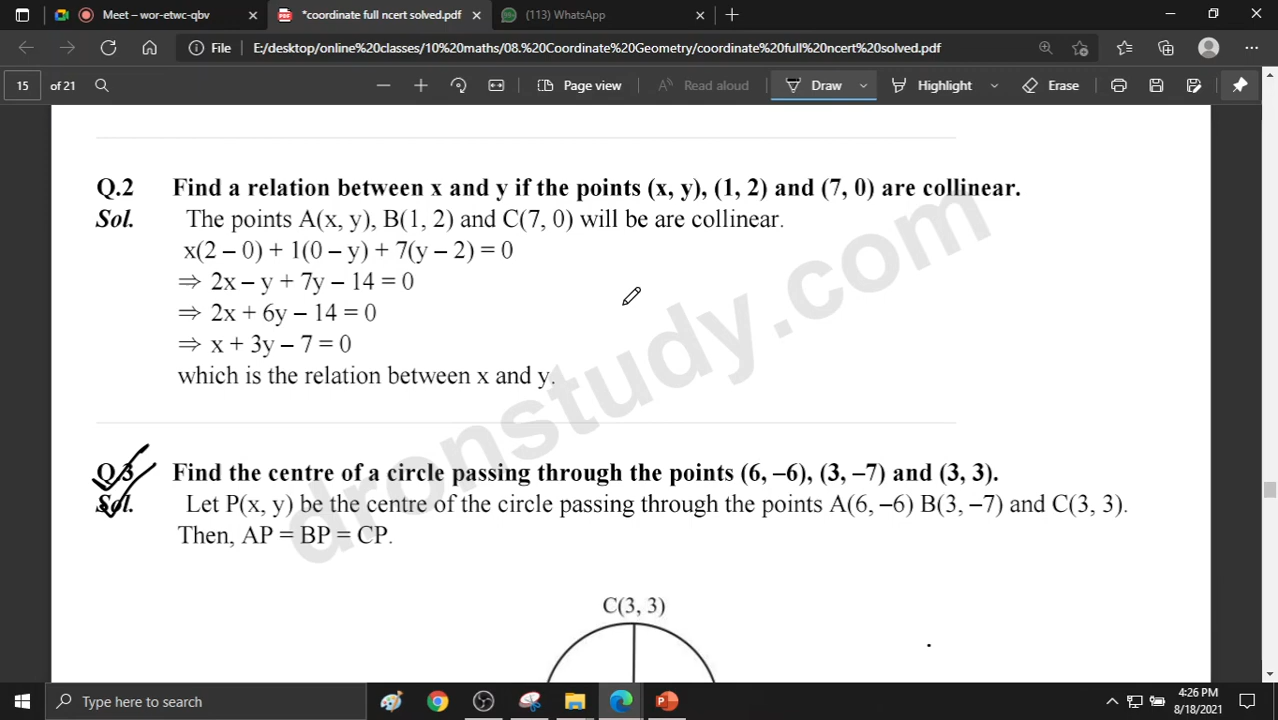 Meet – wor-etwc-qbv
*coordinate full ncert solved.pdf
(113) WhatsApp
File
E:/desktop/online%20classes/10%20maths/08.%20Coordinate%20Geometry/coordinate%20full%20ncert%20solved.pdf
15 of 21
Page view
Read aloud
Draw
Highlight
Erase
Q.2 Find a relation between x and y if the points (x, y), (1, 2) and (7, 0) are collinear.
Sol. The points A(x, y), B(1, 2) and C(7, 0) will be are collinear.
x(2 – 0) + 1(0 – y) + 7(y – 2) = 0
⇒ 2x – y + 7y – 14 = 0
⇒ 2x + 6y – 14 = 0
⇒ x + 3y – 7 = 0
which is the relation between x and y.
dronstudy.com
Q.3 Find the centre of a circle passing through the points (6, –6), (3, –7) and (3, 3).
Sol. Let P(x, y) be the centre of the circle passing through the points A(6, –6) B(3, –7) and C(3, 3).
Then, AP = BP = CP.
C(3, 3)
Type here to search
4:26 PM
8/18/2021